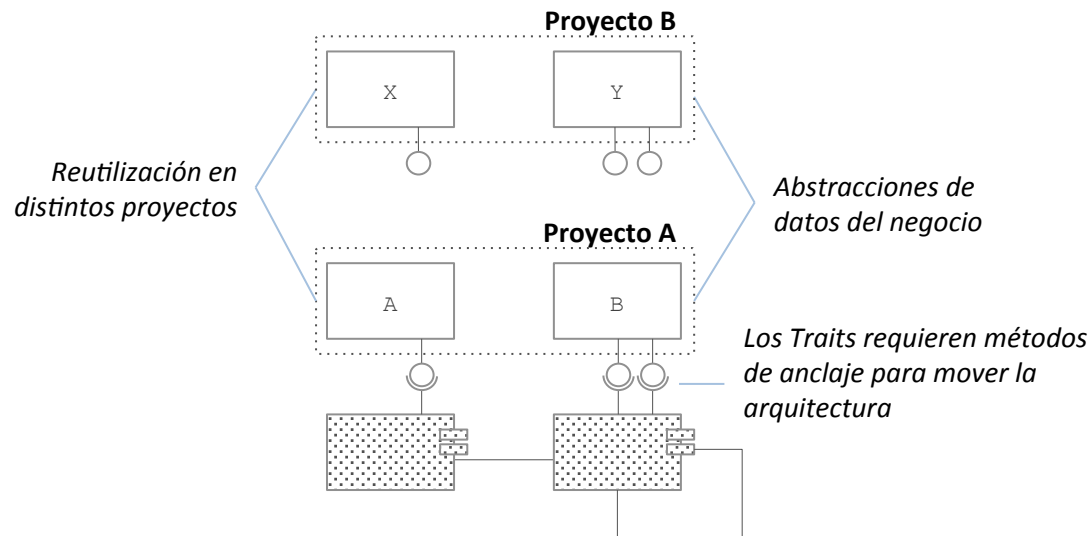 Proyecto B
X
Y
Reutilización en
distintos proyectos
Abstracciones de
datos del negocio
Proyecto A
A
B
Los Traits requieren métodos
de anclaje para mover la
arquitectura